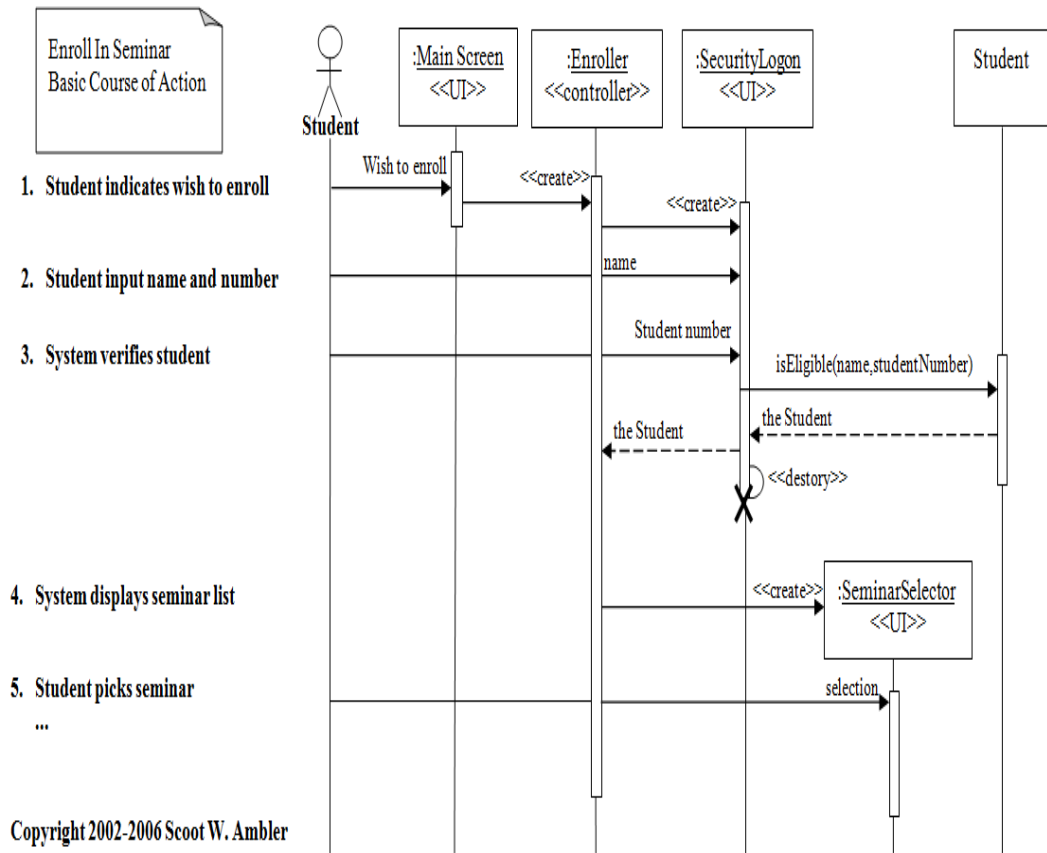 Enroll In Seminar
Basic Course of Action
Student
:Main Screen
<<UI>>
:Enroller
<<controller>>
:SecurityLogon
<<UI>>
Student
1. Student indicates wish to enroll
Wish to enroll
<<create>>
<<create>>
2. Student input name and number
name
3. System verifies student
Student number
isEligible(name,studentNumber)
the Student
the Student
<<destory>>
4. System displays seminar list
<<create>>
:SeminarSelector
<<UI>>
5. Student picks seminar
selection
...
Copyright 2002-2006 Scoot W. Ambler